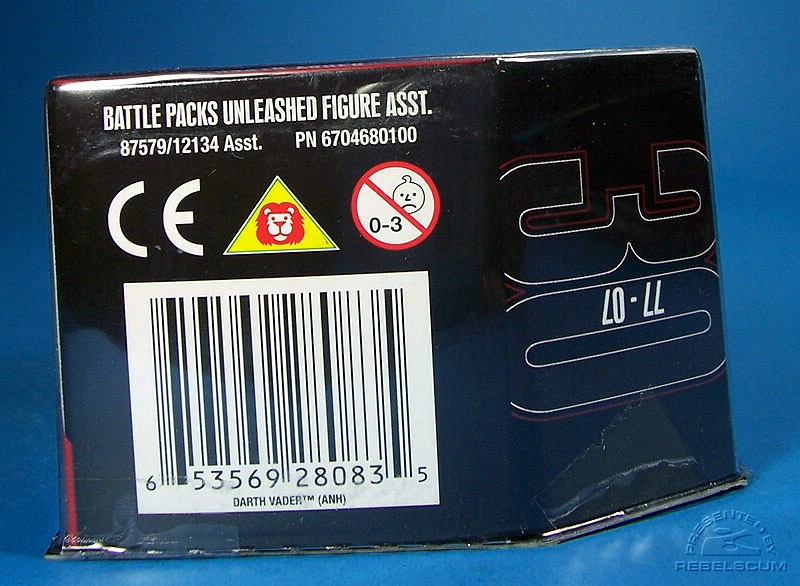 BATTLE PACKS UNLEASHED FIGURE ASST.
87579/12134 Asst. PN 6704680100
CE
0-3
6 53569 28083 5
DARTH VADER™ (ANH)
30
77 - 07
PRESENTED BY
REBELSCUM